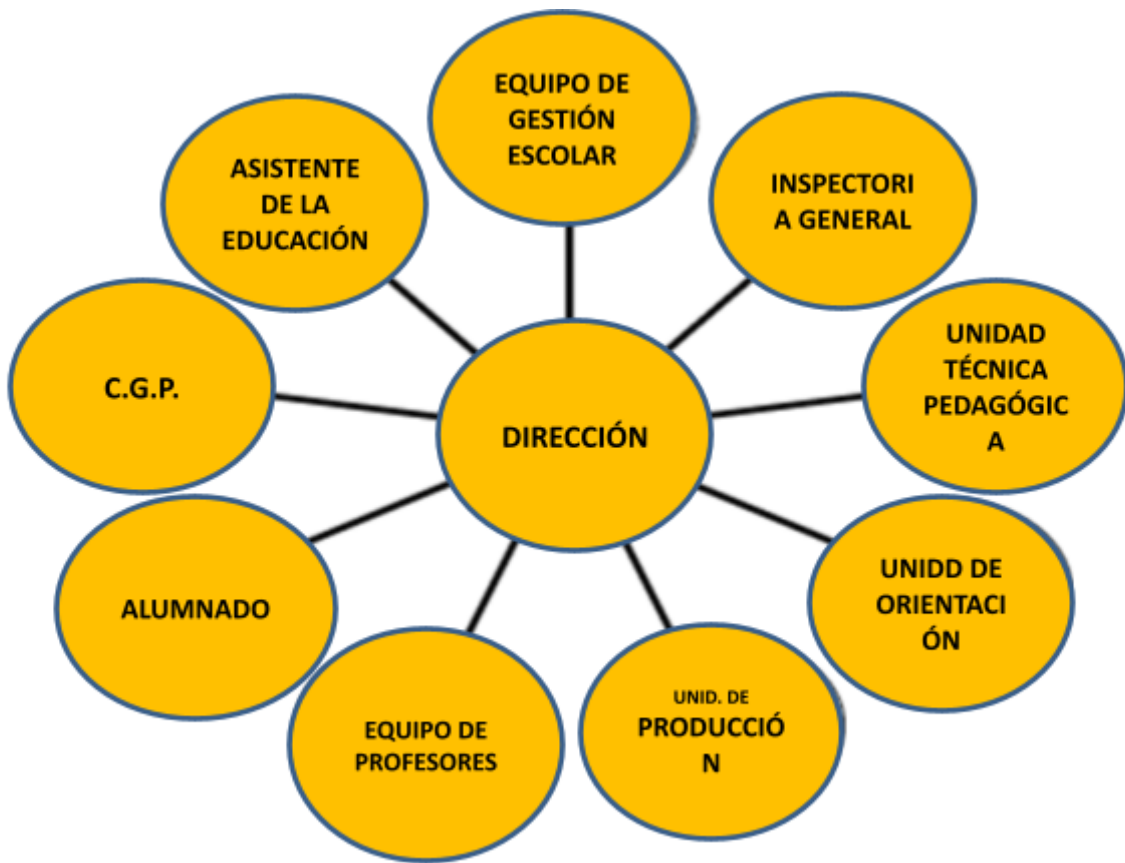 EQUIPO DE
GESTIÓN
ESCOLAR
ASISTENTE
DE LA
EDUCACIÓN
INSPECTORI
A GENERAL
C.G.P.
UNIDAD
TÉCNICA
PEDAGÓGIC
A
DIRECCIÓN
ALUMNADO
UNIDD DE
ORIENTACI
ÓN
EQUIPO DE
PROFESORES
UNID. DE
PRODUCCIÓ
N